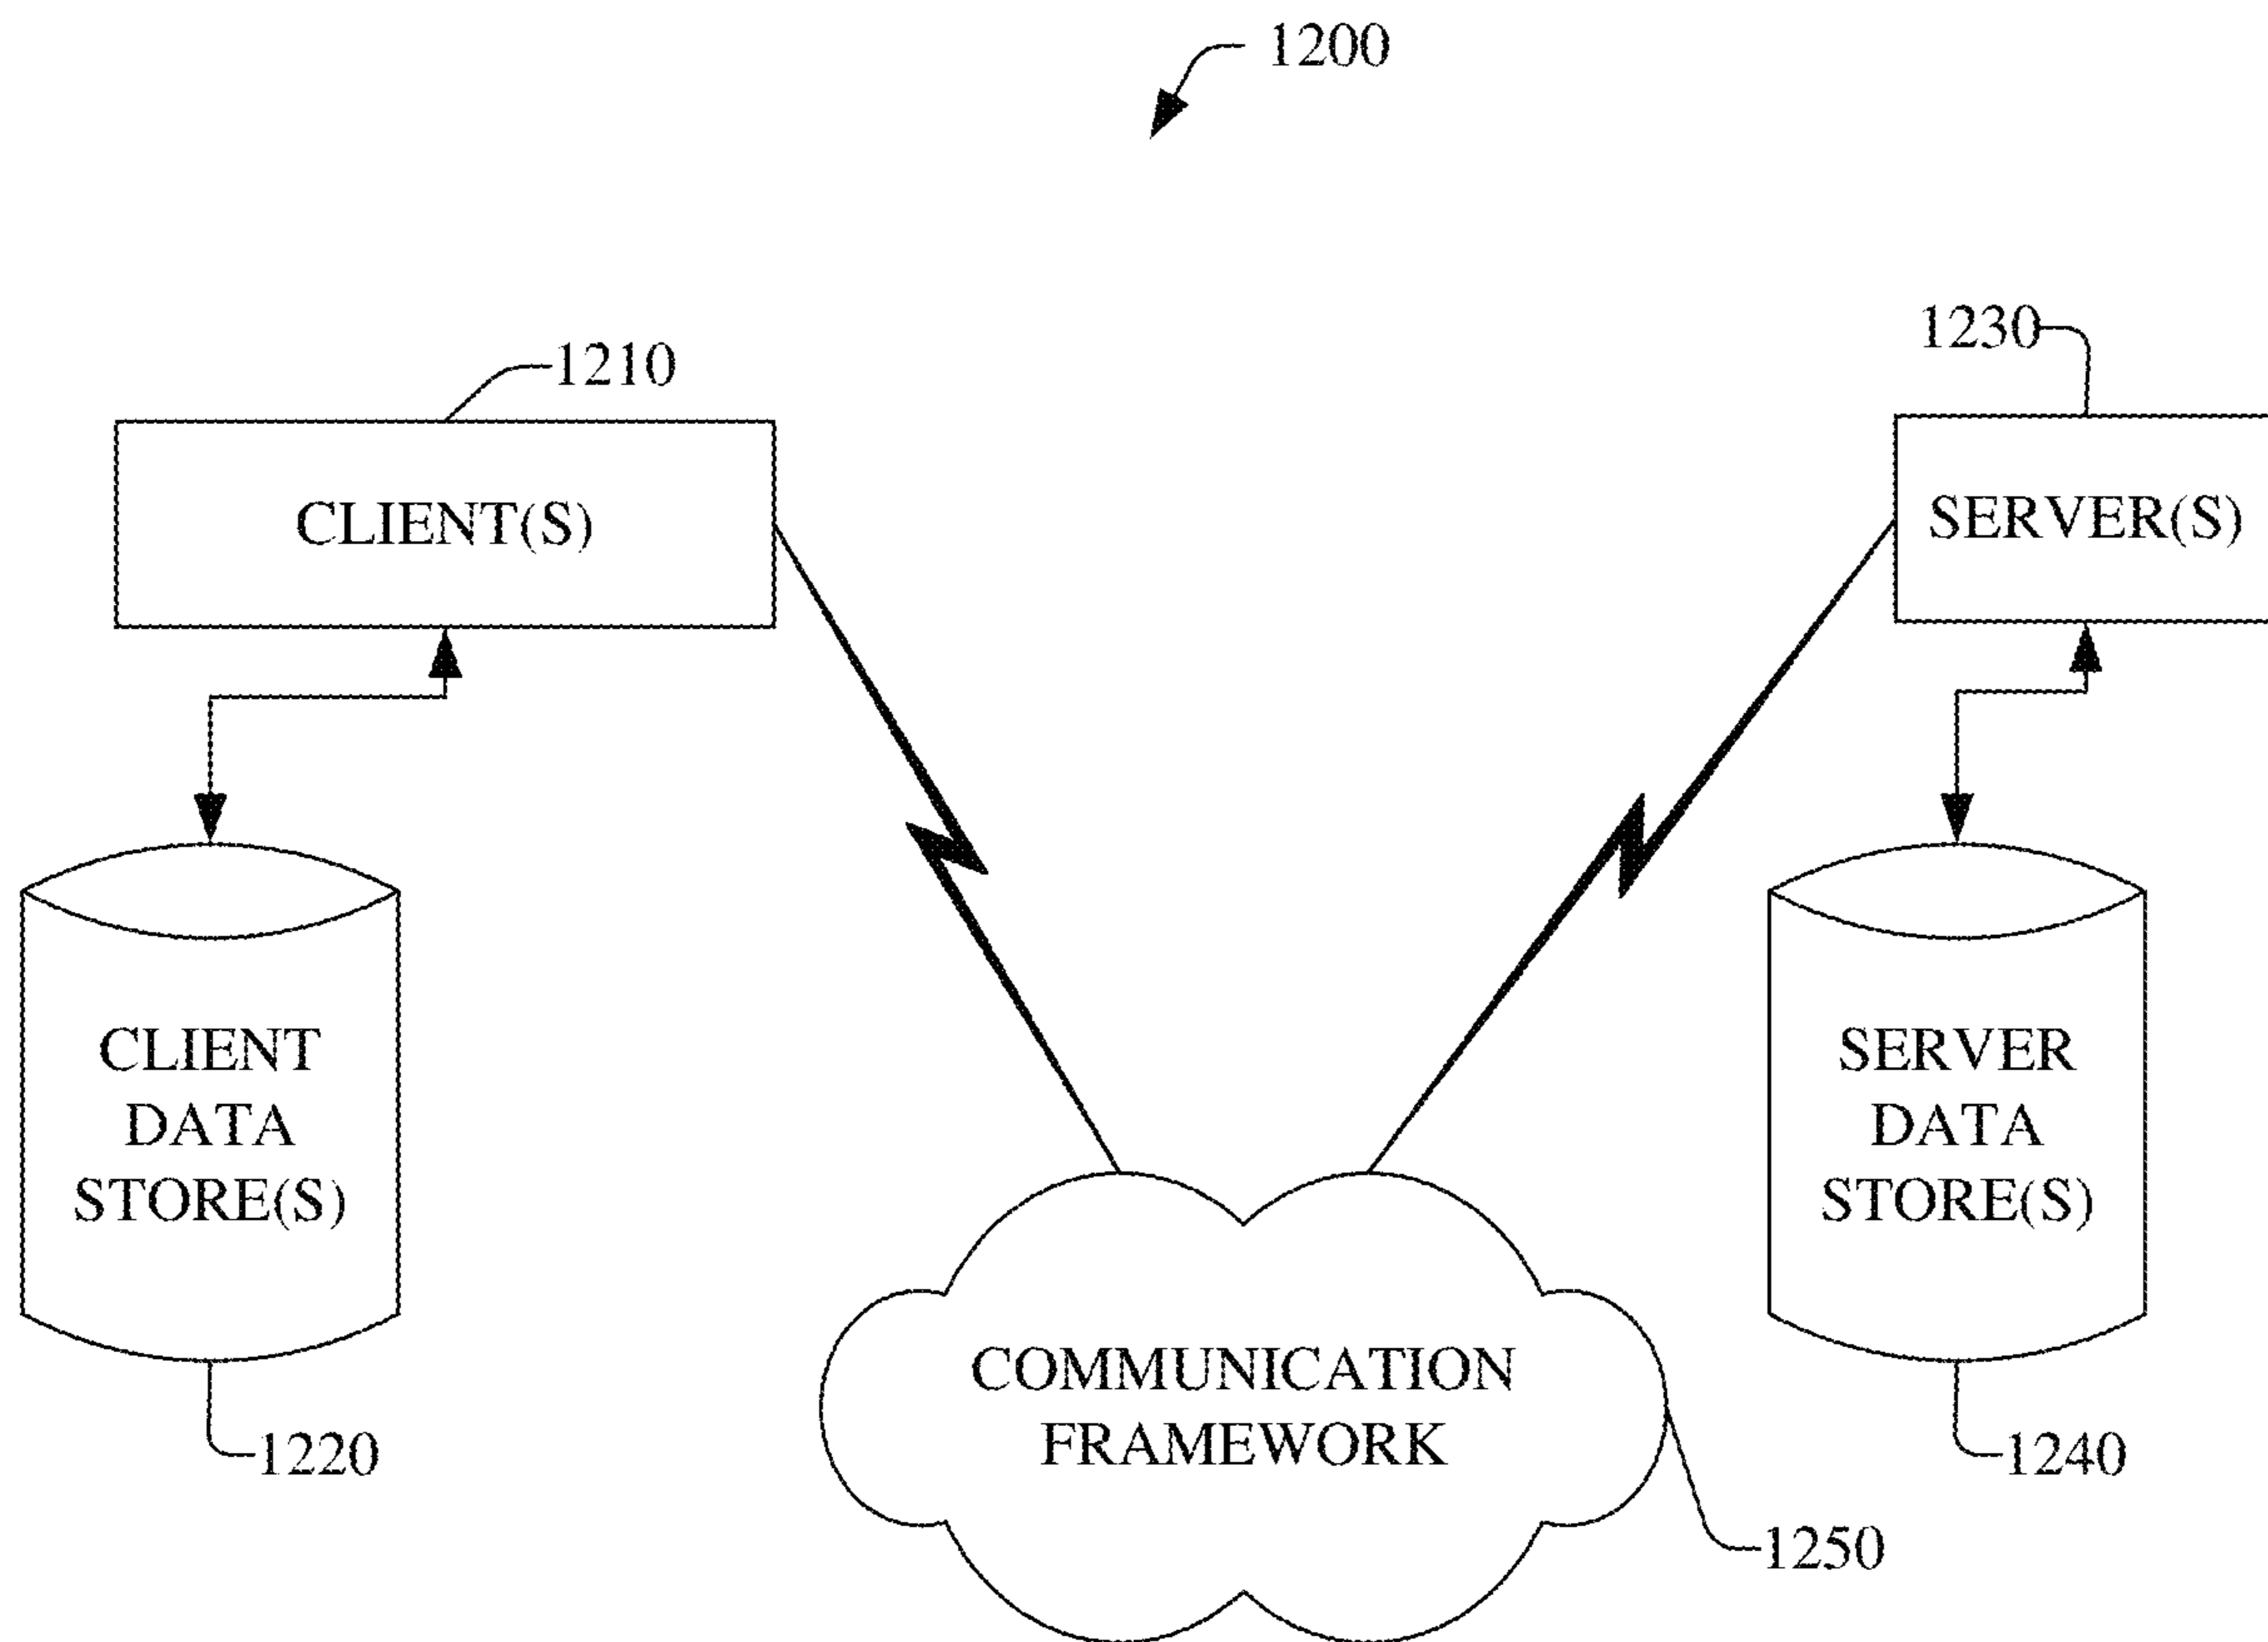 1200
1210
1230
CLIENT(S)
SERVER(S)
CLIENT
DATA
STORE(S)
SERVER
DATA
STORE(S)
COMMUNICATION
FRAMEWORK
1220
1240
1250